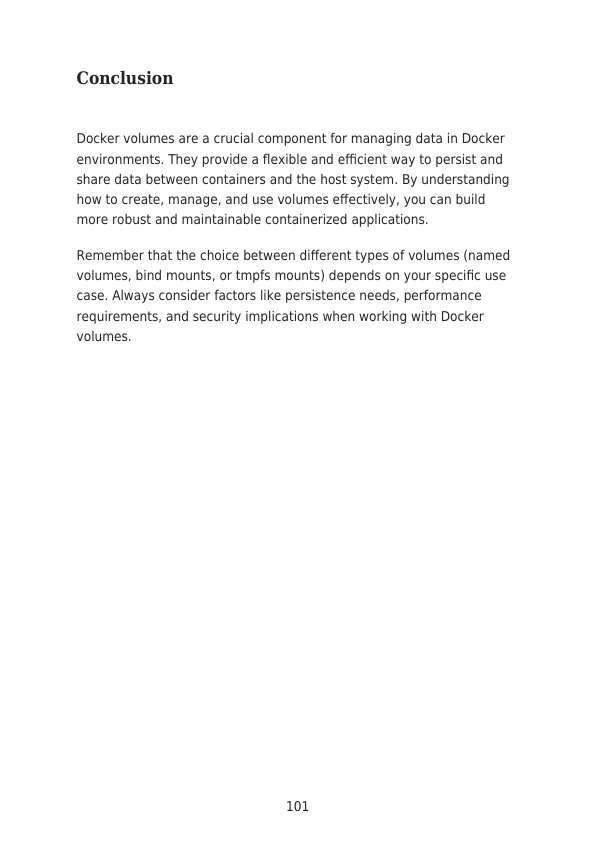 Conclusion
Docker volumes are a crucial component for managing data in Docker
environments. They provide a flexible and efficient way to persist and
share data between containers and the host system. By understanding
how to create, manage, and use volumes effectively, you can build
more robust and maintainable containerized applications.
Remember that the choice between different types of volumes (named
volumes, bind mounts, or tmpfs mounts) depends on your specific use
case. Always consider factors like persistence needs, performance
requirements, and security implications when working with Docker
volumes.
101